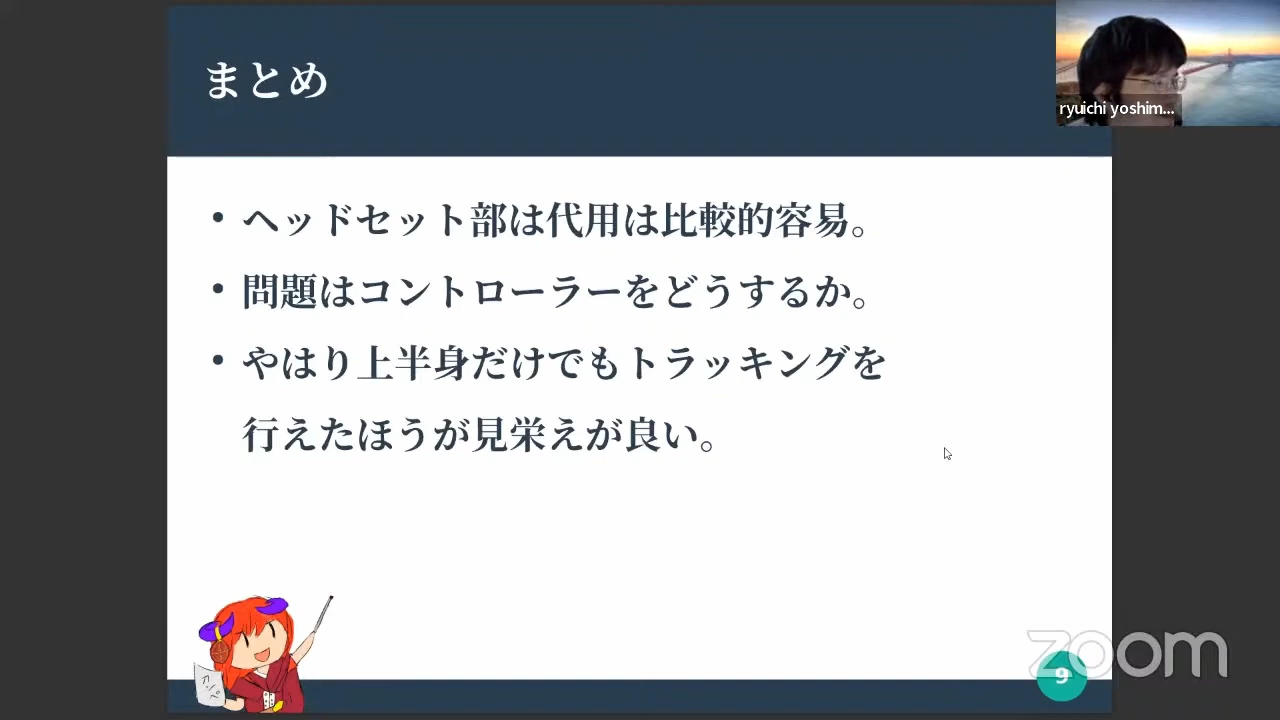 まとめ
ryuichi yoshim...
• ヘッドセット部は代用は比較的容易。
• 問題はコントローラーをどうするか。
• やはり上半身だけでもトラッキングを
行えたほうが見栄えが良い。
カンペ
zoom
9